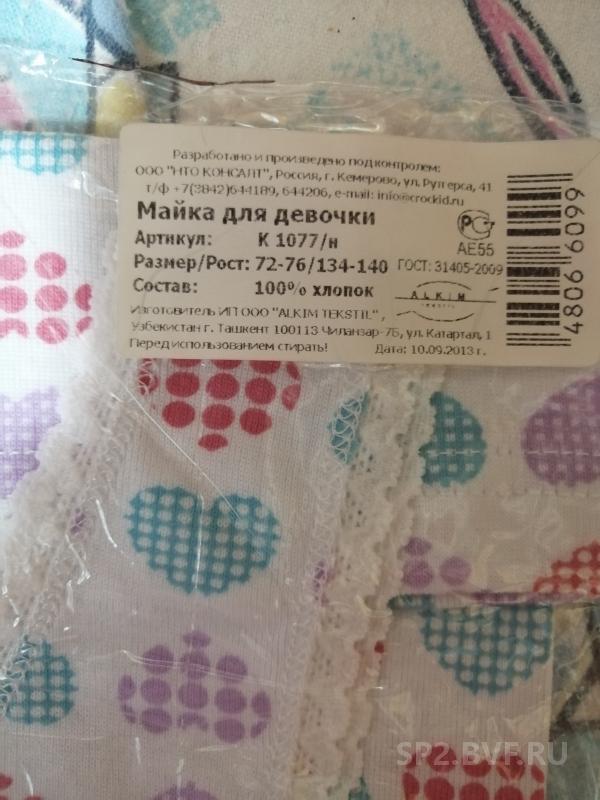 Разработано и произведено под контролем:
ООО "НТО КОНСАЛТ", Россия, г. Кемерово, ул. Рутгерса, 41
т/ф +7(3842)644189, 644206, e-mail: info@crockid.ru
Майка для девочки
Артикул: К 1077/н
Размер/Рост: 72-76/134-140 ГОСТ: 31405-2009
Состав: 100% хлопок
РС
АЕ55
ALKIM
TEKSTIL
Изготовитель ИП ООО "ALKIM TEKSTIL" ,
Узбекистан г. Ташкент 100113 Чиланзар-7Б, ул. Катартал, 1
Перед использованием стирать! Дата: 10.09.2013 г.
4806 6099
SP2.BVF.RU